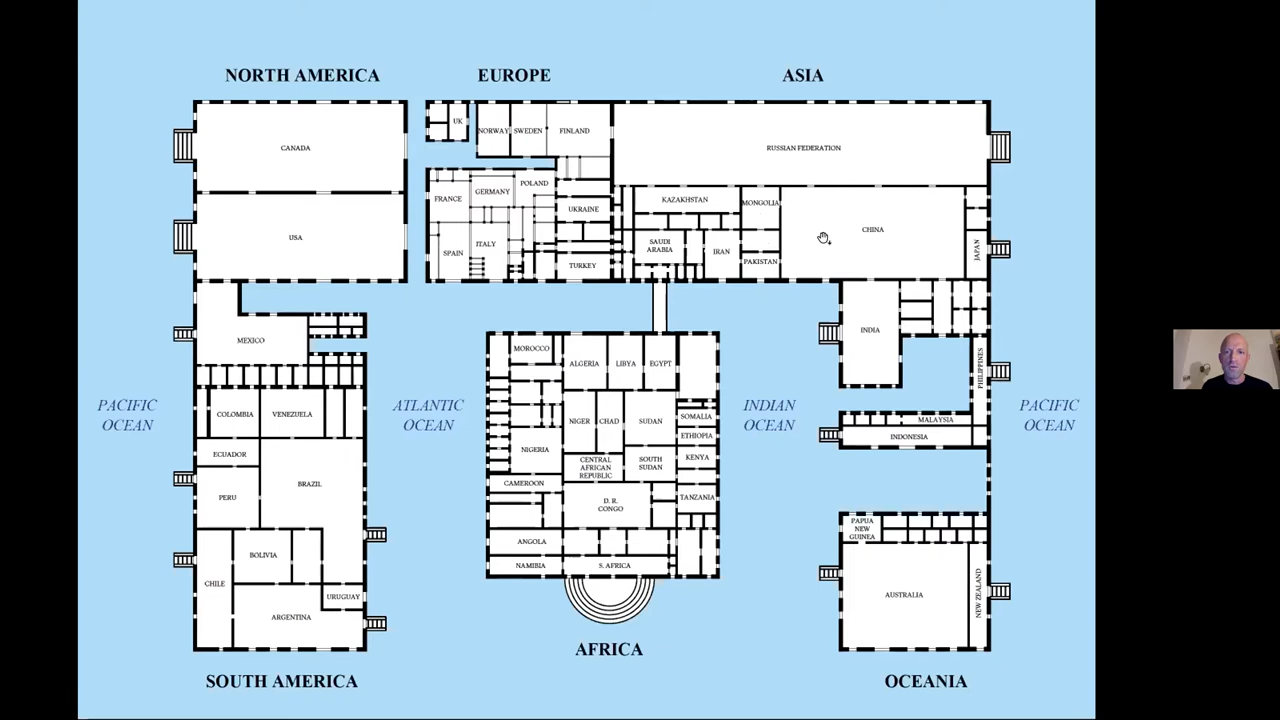 NORTH AMERICA
EUROPE
ASIA
CANADA
USA
MEXICO
UK
NORWAY
SWEDEN
FINLAND
FRANCE
GERMANY
POLAND
UKRAINE
SPAIN
ITALY
TURKEY
RUSSIAN FEDERATION
KAZAKHSTAN
MONGOLIA
CHINA
SAUDI
ARABIA
IRAN
PAKISTAN
JAPAN
INDIA
PHILIPPINES
MALAYSIA
INDONESIA
PACIFIC
OCEAN
ATLANTIC
OCEAN
INDIAN
OCEAN
PACIFIC
OCEAN
COLOMBIA
VENEZUELA
ECUADOR
PERU
BRAZIL
BOLIVIA
CHILE
URUGUAY
ARGENTINA
MOROCCO
ALGERIA
LIBYA
EGYPT
NIGER
CHAD
SUDAN
SOMALIA
ETHIOPIA
NIGERIA
CENTRAL
AFRICAN
REPUBLIC
SOUTH
SUDAN
KENYA
CAMEROON
D. R.
CONGO
TANZANIA
ANGOLA
NAMIBIA
S. AFRICA
PAPUA
NEW
GUINEA
AUSTRALIA
NEW ZEALAND
AFRICA
SOUTH AMERICA
OCEANIA